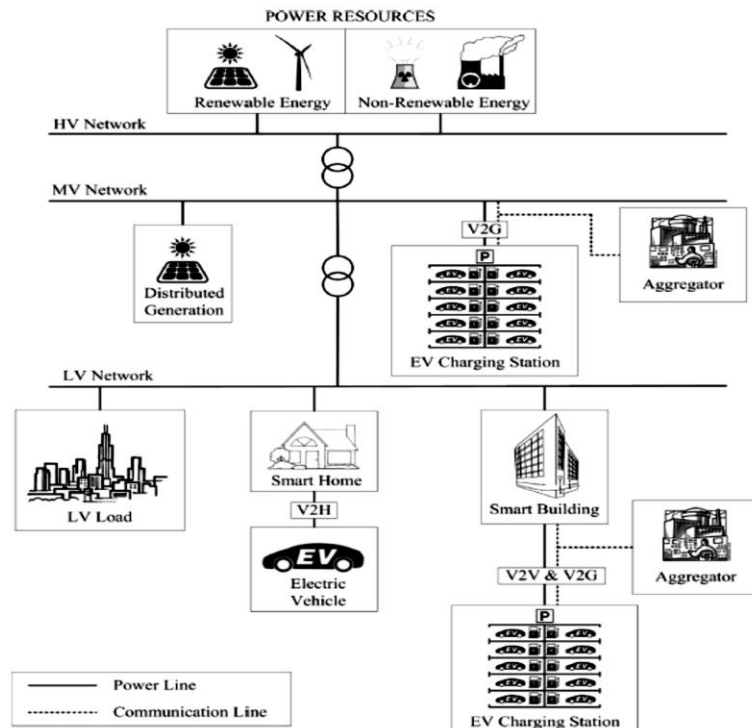 POWER RESOURCES
Renewable Energy
Non-Renewable Energy
HV Network
MV Network
V2G
P
Distributed
Generation
Aggregator
EV Charging Station
LV Network
LV Load
Smart Home
V2H
EV
Electric
Vehicle
Smart Building
Aggregator
V2V & V2G
P
EV Charging Station
Power Line
Communication Line